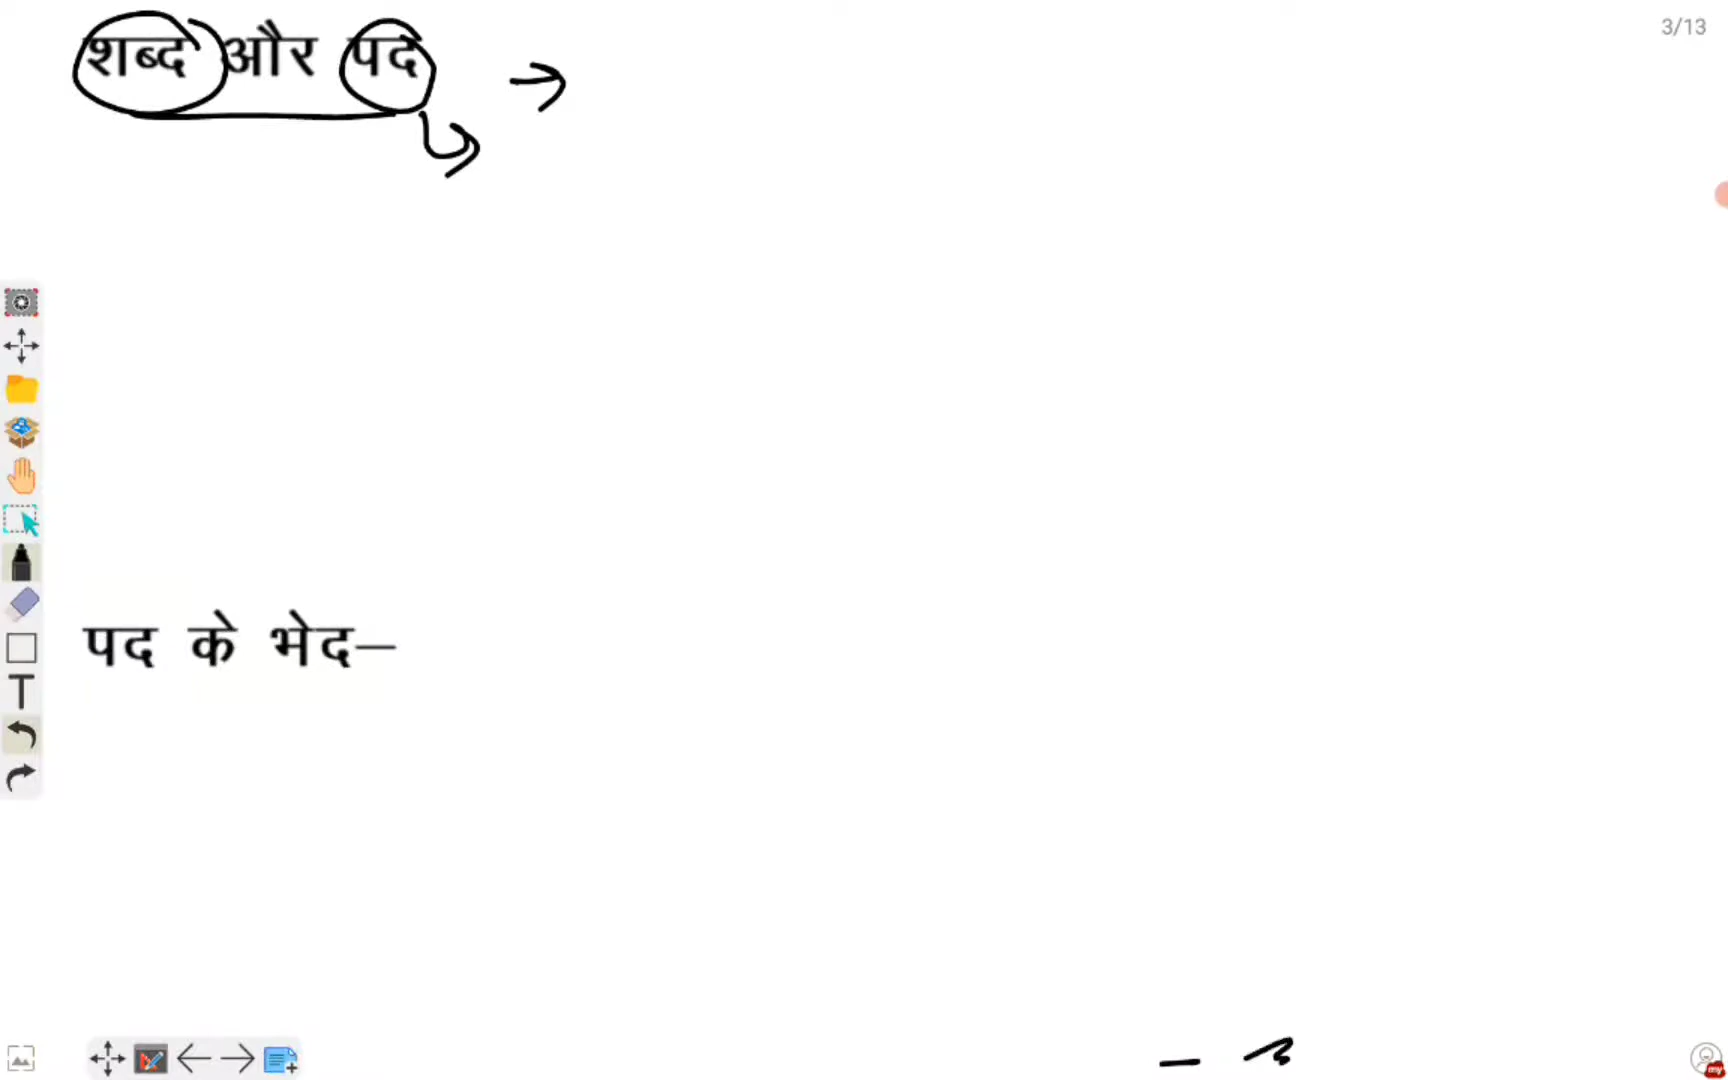 शब्द और पद
3/13
पद के भेद—